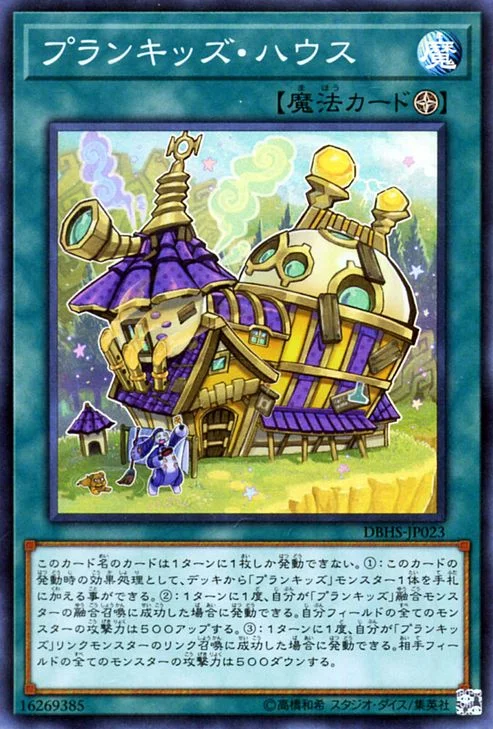 プランキッズ・ハウス
魔
【魔法カード】
DBHS-JP023
このカード名のカードは1ターンに1枚しか発動できない。①:このカードの
発動時の効果処理として、デッキから「プランキッズ」モンスター1体を手札
に加える事ができる。②:1ターンに1度、自分が「プランキッズ」融合モンス
ターの融合召喚に成功した場合に発動できる。自分フィールドの全てのモン
スターの攻撃力は500アップする。③:1ターンに1度、自分が「プランキッ
ズ」リンクモンスターのリンク召喚に成功した場合に発動できる。相手フィー
ルドの全てのモンスターの攻撃力は500ダウンする。
16269385
©高橋和希 スタジオ・ダイス/集英社